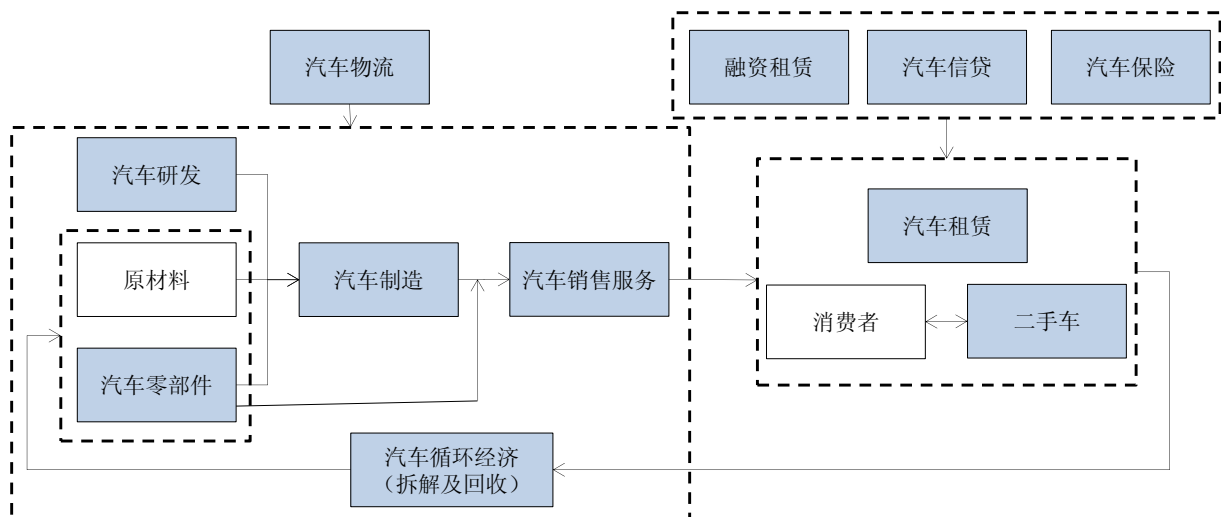 汽车物流
融资租赁
汽车信贷
汽车保险
汽车研发
汽车租赁
原材料
汽车制造
汽车销售服务
消费者
二手车
汽车零部件
汽车循环经济
（拆解及回收）